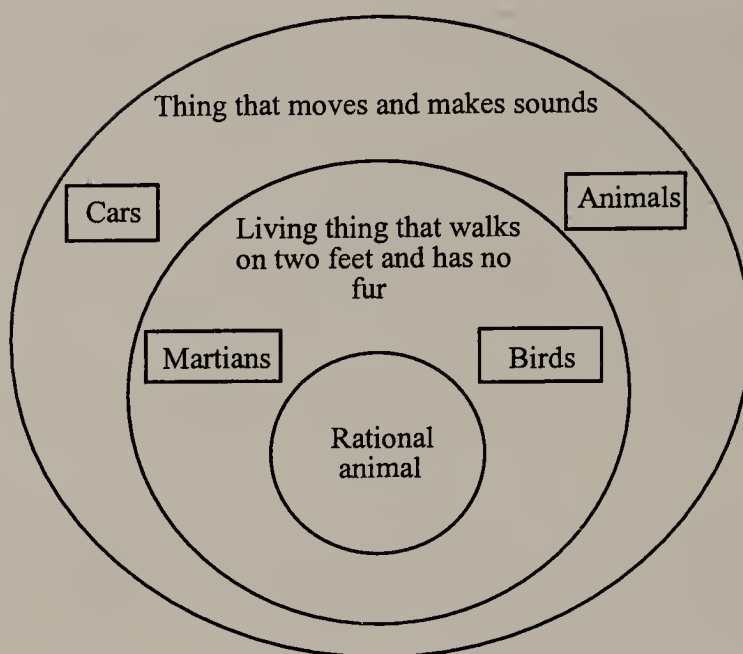 Thing that moves and makes sounds
Cars
Animals
Living thing that walks
on two feet and has no
fur
Martians
Birds
Rational
animal